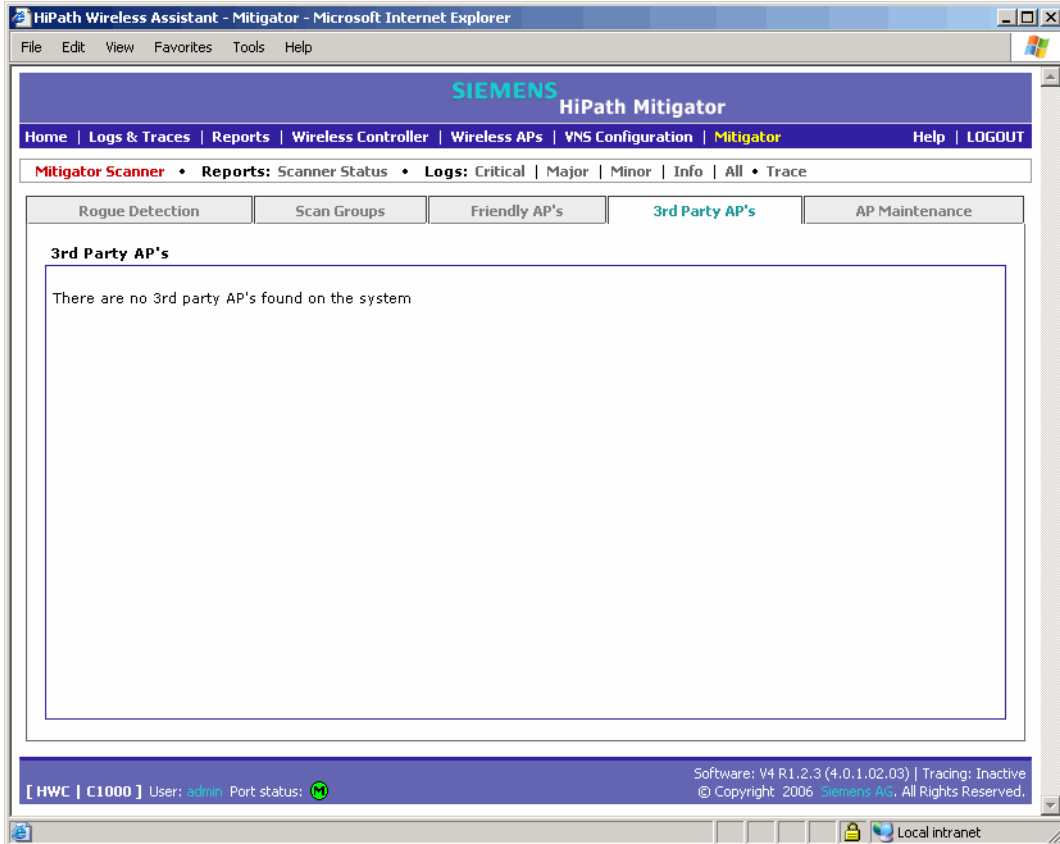 HiPath Wireless Assistant - Mitigator - Microsoft Internet Explorer
File Edit View Favorites Tools Help
SIEMENS
HiPath Mitigator
Home | Logs & Traces | Reports | Wireless Controller | Wireless APs | VNS Configuration | Mitigator Help | LOGOUT
Mitigator Scanner • Reports: Scanner Status • Logs: Critical | Major | Minor | Info | All • Trace
Rogue Detection Scan Groups Friendly AP's 3rd Party AP's AP Maintenance
3rd Party AP's
There are no 3rd party AP's found on the system
Software: V4 R1.2.3 (4.0.1.02.03) | Tracing: Inactive
[ HWC | C1000 ] User: admin Port status: M © Copyright 2006 Siemens AG. All Rights Reserved.
Local intranet